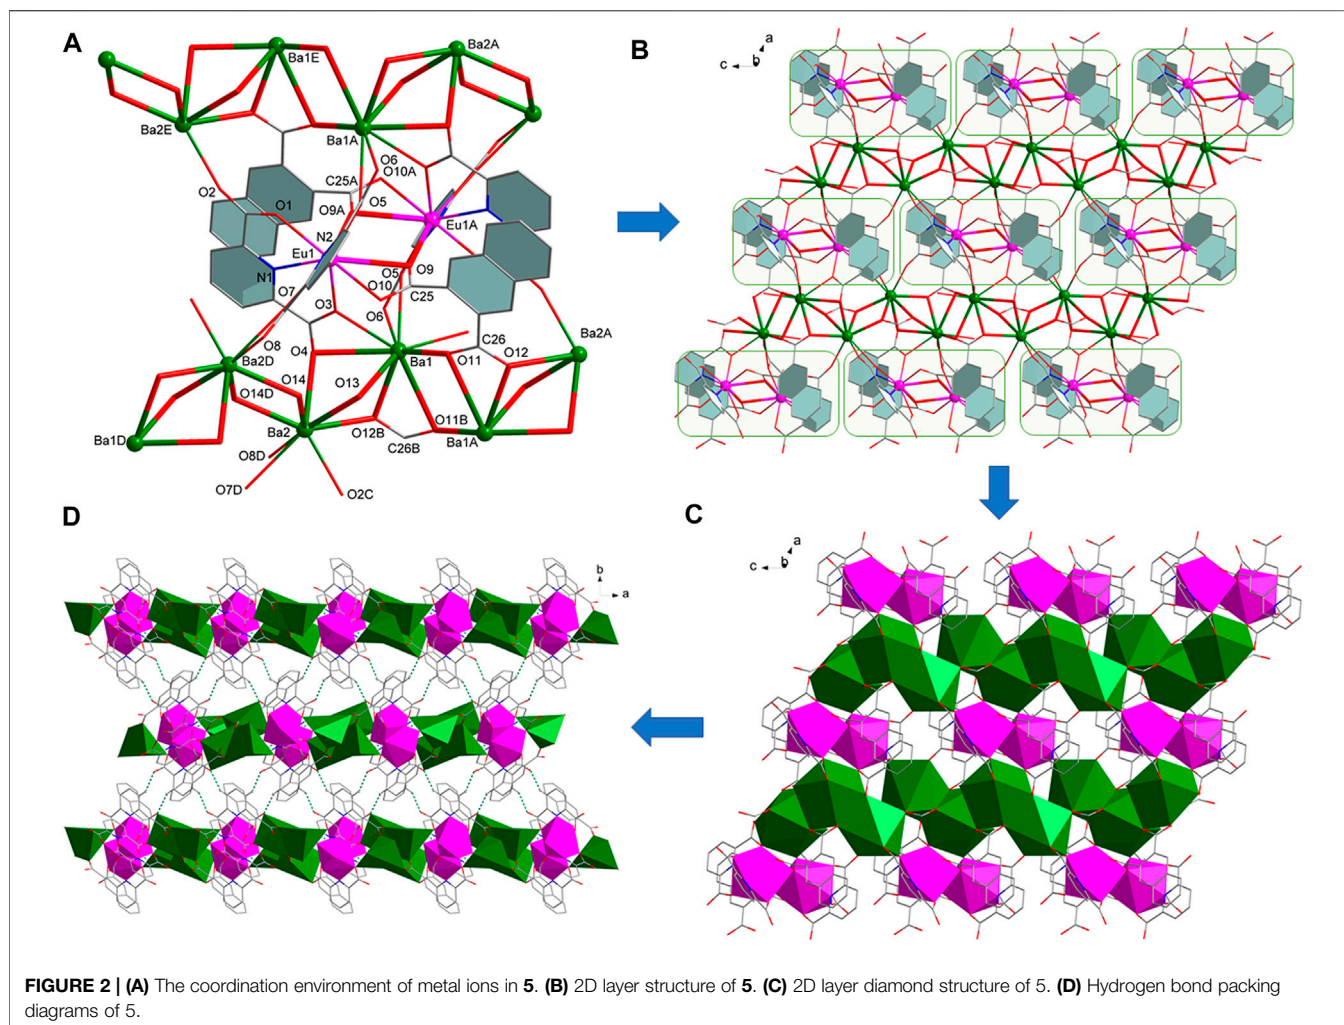 A
Ba1E
Ba2A
Ba2E
Ba1A
O6
O10A
C25A
O2
O5
O9A
O1
Eu1A
N2
Eu1
N1
O5
O9
O7
O10
C25
O3
O6
O8
Ba2A
C26
Ba2D
O4
Ba1
O11
O12
O14
O13
O14D
O11B
Ba1D
Ba2
O12B
Ba1A
C26B
O8D
O7D
O2C
B
a
c
b
C
a
c
b
D
b
a
FIGURE 2 | (A) The coordination environment of metal ions in 5. (B) 2D layer structure of 5. (C) 2D layer diamond structure of 5. (D) Hydrogen bond packing
diagrams of 5.